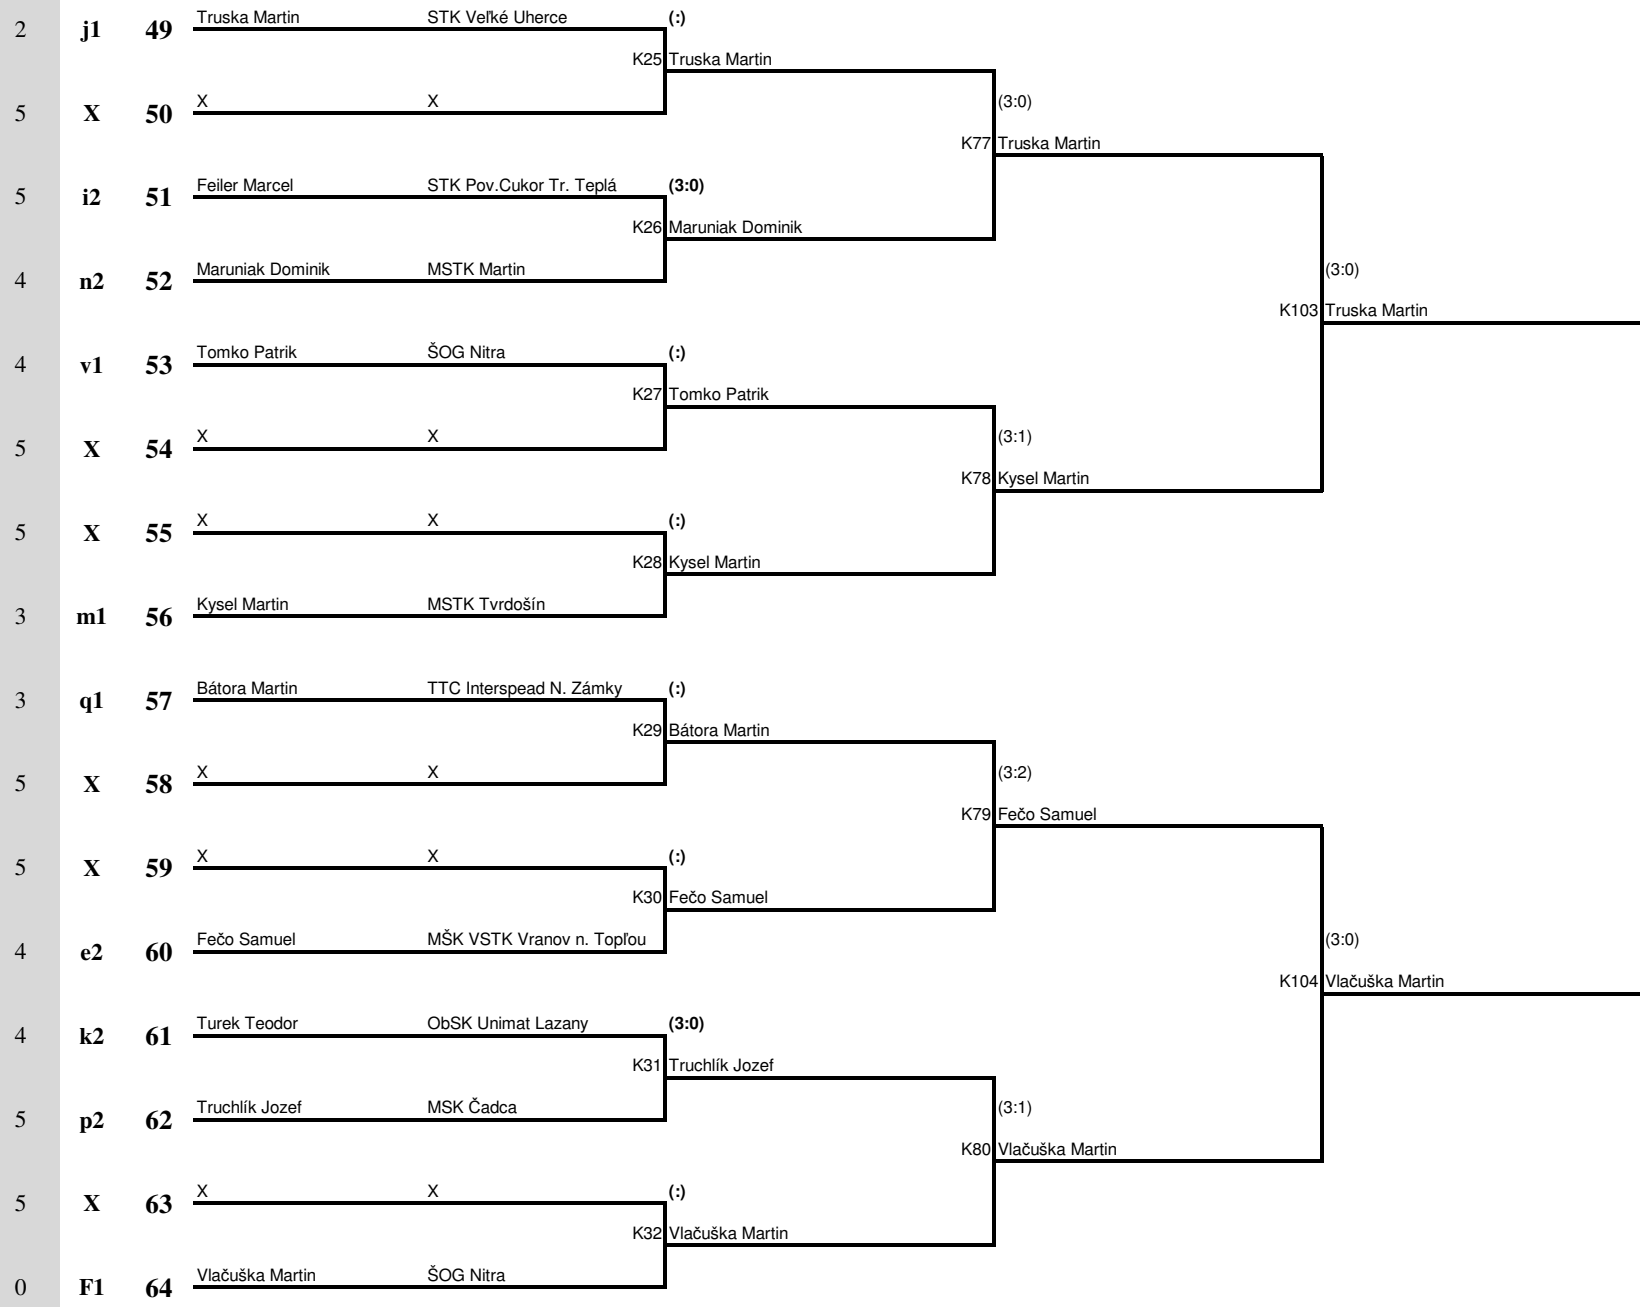 2 j1 49 Truska Martin STK Veľké Uherce (:)
K25 Truska Martin
5 X 50 X X (3:0)
K77 Truska Martin
5 i2 51 Feiler Marcel STK Pov.Cukor Tr. Teplá (3:0)
K26 Maruniak Dominik
4 n2 52 Maruniak Dominik MSTK Martin (3:0)
K103 Truska Martin
4 v1 53 Tomko Patrik ŠOG Nitra (:)
K27 Tomko Patrik
5 X 54 X X (3:1)
K78 Kysel Martin
5 X 55 X X (:)
K28 Kysel Martin
3 m1 56 Kysel Martin MSTK Tvrdošín
3 q1 57 Bátora Martin TTC Interspead N. Zámky (:)
K29 Bátora Martin
5 X 58 X X (3:2)
K79 Fečo Samuel
5 X 59 X X (:)
K30 Fečo Samuel
4 e2 60 Fečo Samuel MŠK VSTK Vranov n. Topľou (3:0)
K104 Vlačuška Martin
4 k2 61 Turek Teodor ObSK Unimat Lazany (3:0)
K31 Truchlík Jozef
5 p2 62 Truchlík Jozef MSK Čadca (3:1)
K80 Vlačuška Martin
5 X 63 X X (:)
K32 Vlačuška Martin
0 F1 64 Vlačuška Martin ŠOG Nitra